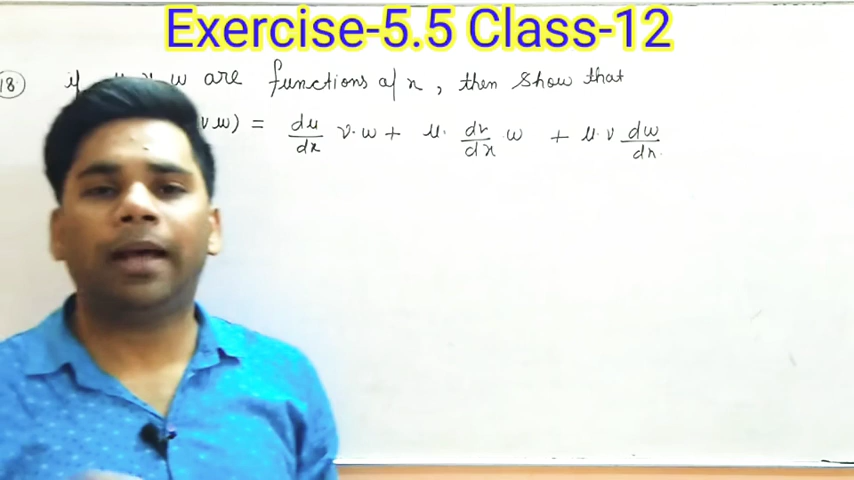 Exercise-5.5 Class-12
18 if u, v, w are functions of x, then show that
v.w) = du/dx v.w + u. dv/dx .w + u.v dw/dx.